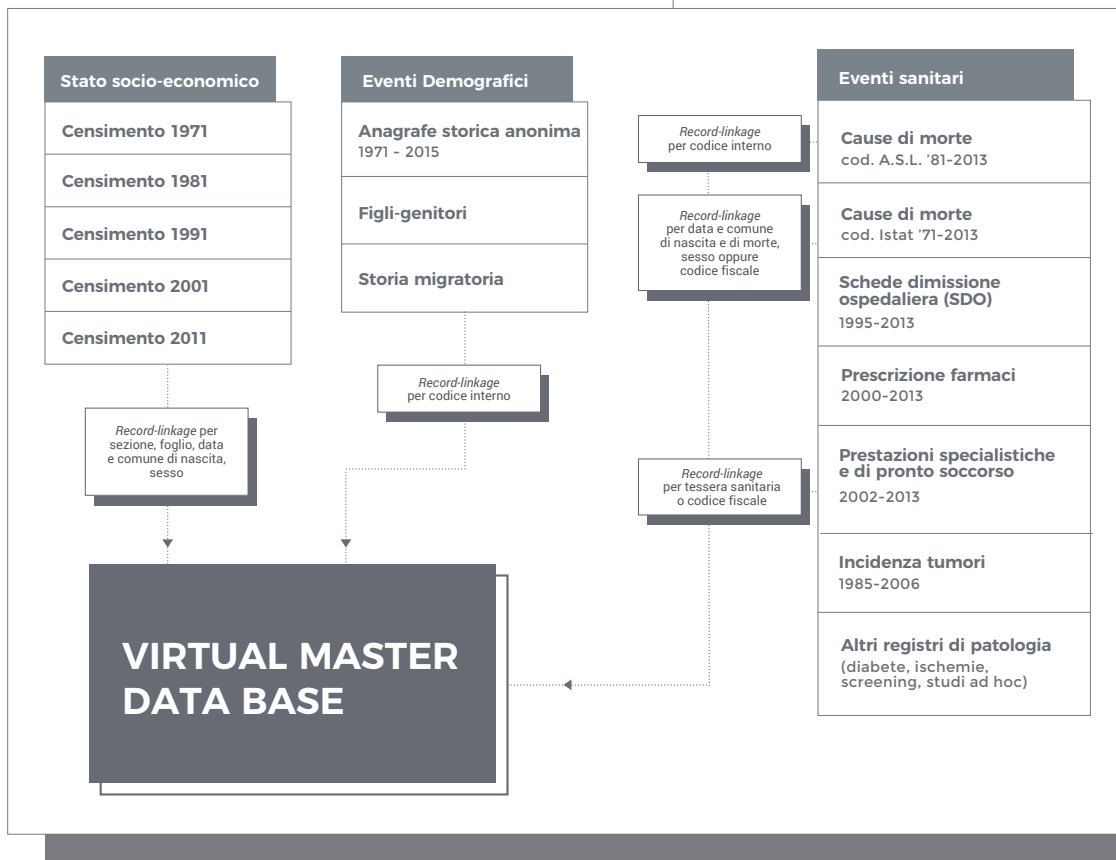 Stato socio-economico
Censimento 1971
Censimento 1981
Censimento 1991
Censimento 2001
Censimento 2011
Record-linkage per
sezione, foglio, data
e comune di nascita,
sesso
Eventi Demografici
Anagrafe storica anonima
1971 - 2015
Figli-genitori
Storia migratoria
Record-linkage
per codice interno
Record-linkage
per codice interno
Record-linkage
per data e comune
di nascita e di morte,
sesso oppure
codice fiscale
Record-linkage
per tessera sanitaria
o codice fiscale
Eventi sanitari
Cause di morte
cod. A.S.L. '81-2013
Cause di morte
cod. Istat '71-2013
Schede dimissione
ospedaliera (SDO)
1995-2013
Prescrizione farmaci
2000-2013
Prestazioni specialistiche
e di pronto soccorso
2002-2013
Incidenza tumori
1985-2006
Altri registri di patologia
(diabete, ischemie,
screening, studi ad hoc)
VIRTUAL MASTER
DATA BASE